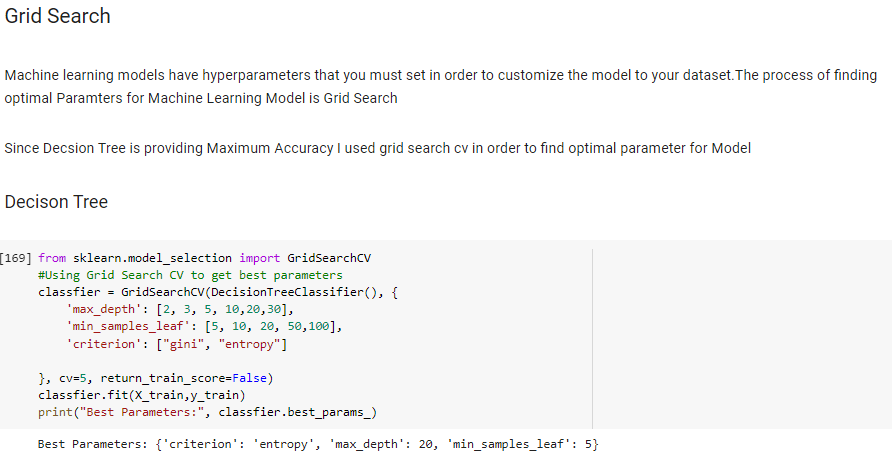 Grid Search
Machine learning models have hyperparameters that you must set in order to customize the model to your dataset.The process of finding
optimal Paramters for Machine Learning Model is Grid Search
Since Decsion Tree is providing Maximum Accuracy I used grid search cv in order to find optimal parameter for Model
Decison Tree
[169] from sklearn.model_selection import GridSearchCV
#Using Grid Search CV to get best parameters
classfier = GridSearchCV(DecisionTreeClassifier(), {
'max_depth': [2, 3, 5, 10,20,30],
'min_samples_leaf': [5, 10, 20, 50,100],
'criterion': ["gini", "entropy"]
}, cv=5, return_train_score=False)
classfier.fit(X_train,y_train)
print("Best Parameters:", classfier.best_params_)
Best Parameters: {'criterion': 'entropy', 'max_depth': 20, 'min_samples_leaf': 5}